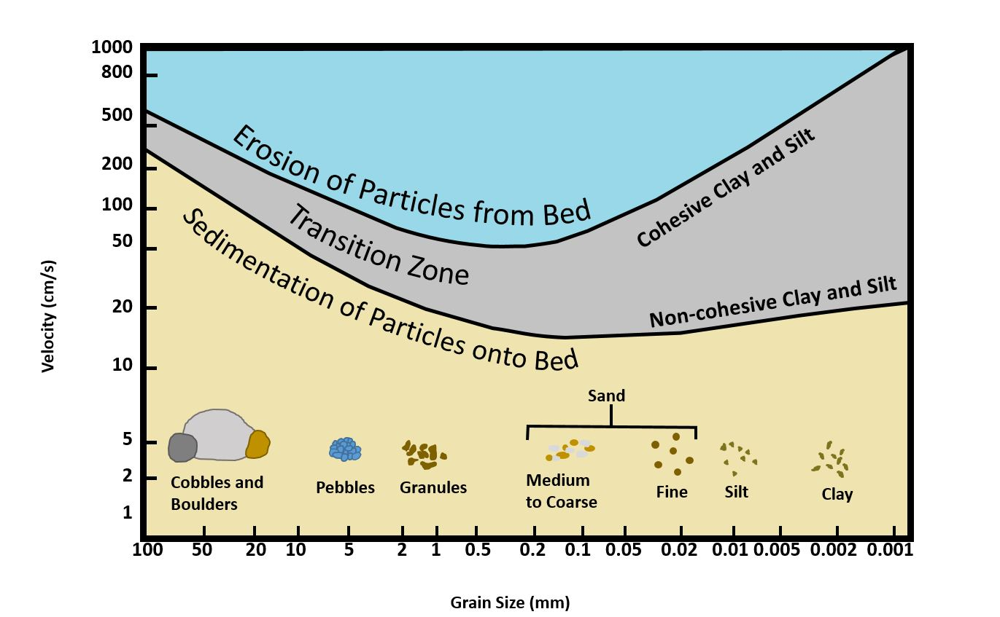 1000
800
500
200
100
50
20
10
5
2
1
Velocity (cm/s)
Erosion of Particles from Bed
Transition Zone
Sedimentation of Particles onto Bed
Cohesive Clay and Silt
Non-cohesive Clay and Silt
Sand
Cobbles and
Boulders
Pebbles
Granules
Medium
to Coarse
Fine
Silt
Clay
100 50 20 10 5 2 1 0.5 0.2 0.1 0.05 0.02 0.01 0.005 0.002 0.001
Grain Size (mm)